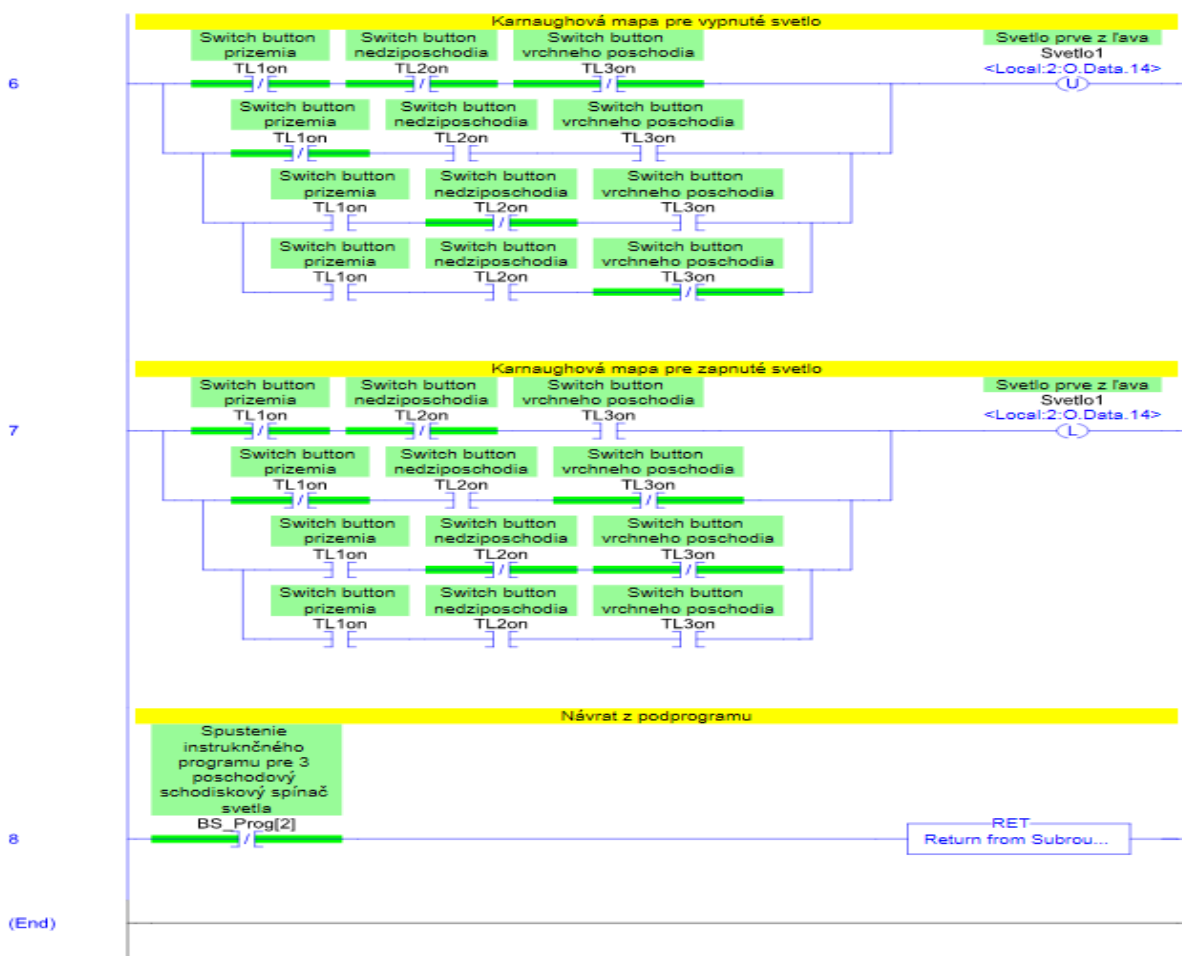 Karnaughová mapa pre vypnuté svetlo
Switch button prizemia
Switch button nedziposchodia
Switch button vrchneho poschodia
Svetlo prve z ľava
TL1on
TL2on
TL3on
Svetlo1
<Local:2:O.Data.14>
6
U
Switch button prizemia
Switch button nedziposchodia
Switch button vrchneho poschodia
TL1on
TL2on
TL3on
Switch button prizemia
Switch button nedziposchodia
Switch button vrchneho poschodia
TL1on
TL2on
TL3on
Switch button prizemia
Switch button nedziposchodia
Switch button vrchneho poschodia
TL1on
TL2on
TL3on
Karnaughová mapa pre zapnuté svetlo
Switch button prizemia
Switch button nedziposchodia
Switch button vrchneho poschodia
Svetlo prve z ľava
TL1on
TL2on
TL3on
Svetlo1
<Local:2:O.Data.14>
7
L
Switch button prizemia
Switch button nedziposchodia
Switch button vrchneho poschodia
TL1on
TL2on
TL3on
Switch button prizemia
Switch button nedziposchodia
Switch button vrchneho poschodia
TL1on
TL2on
TL3on
Switch button prizemia
Switch button nedziposchodia
Switch button vrchneho poschodia
TL1on
TL2on
TL3on
Návrat z podprogramu
Spustenie
instruknčného
programu pre 3
poschodový
schodiskový spínač
svetla
BS_Prog[2]
8
RET
Return from Subrou...
(End)